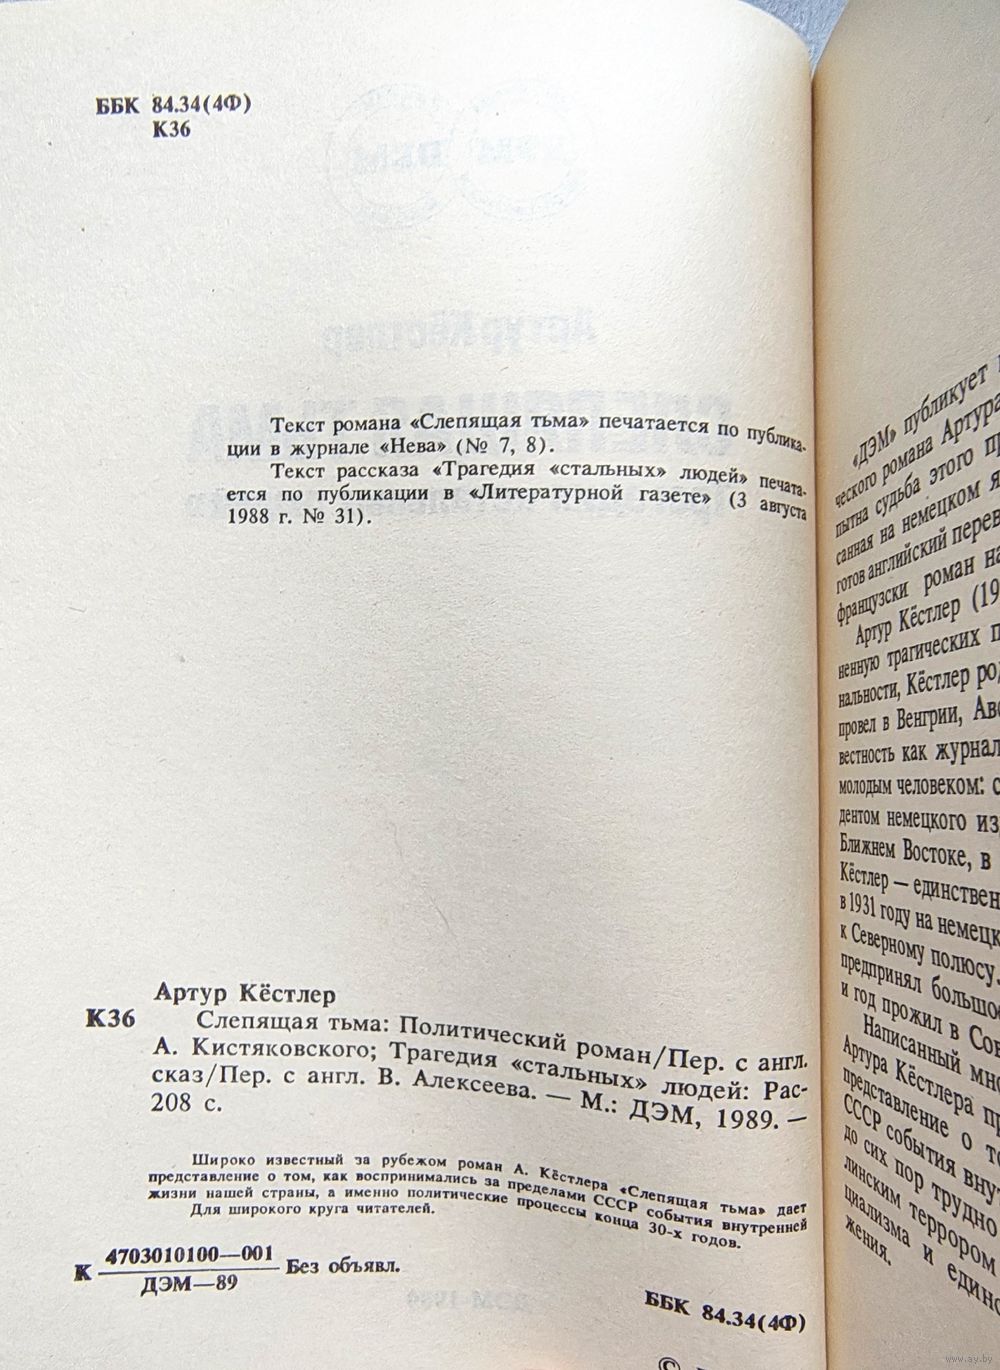 ББК 84.34(4Ф)
К36
Текст романа «Слепящая тьма» печатается по публика-
ции в журнале «Нева» (№ 7, 8).
Текст рассказа «Трагедия «стальных» людей» печата-
ется по публикации в «Литературной газете» (3 августа
1988 г. № 31).
Артур Кёстлер
К36
Слепящая тьма: Политический роман/Пер. с англ.
А. Кистяковского; Трагедия «стальных» людей: Рас-
сказ/Пер. с англ. В. Алексеева. — М.: ДЭМ, 1989. —
208 с.
Широко известный за рубежом роман А. Кёстлера «Слепящая тьма» дает
представление о том, как воспринимались за пределами СССР события внутренней
жизни нашей страны, а именно политические процессы конца 30-х годов.
Для широкого круга читателей.
К 4703010100—001
ДЭМ—89
Без объявл.
ББК 84.34(4Ф)
©
«ДЭМ» публикует
ческого романа Артура
пытна судьба этого
санная на немецком
готов английский
французски роман
Артур Кёстлер (19
ненную трагических
нальности, Кёстлер
провел в Венгрии,
вестность как
молодым человеком:
дентом немецкого
Ближнем Востоке, в
Кёстлер — единствен
в 1931 году на немецк
к Северному полюсу.
предпринял большое
и год прожил в Сов
Написанный
Артура Кёстлера
представление о
СССР события внут
до сих пор трудно
линским террором
циализма и
жения.
www.ay.by